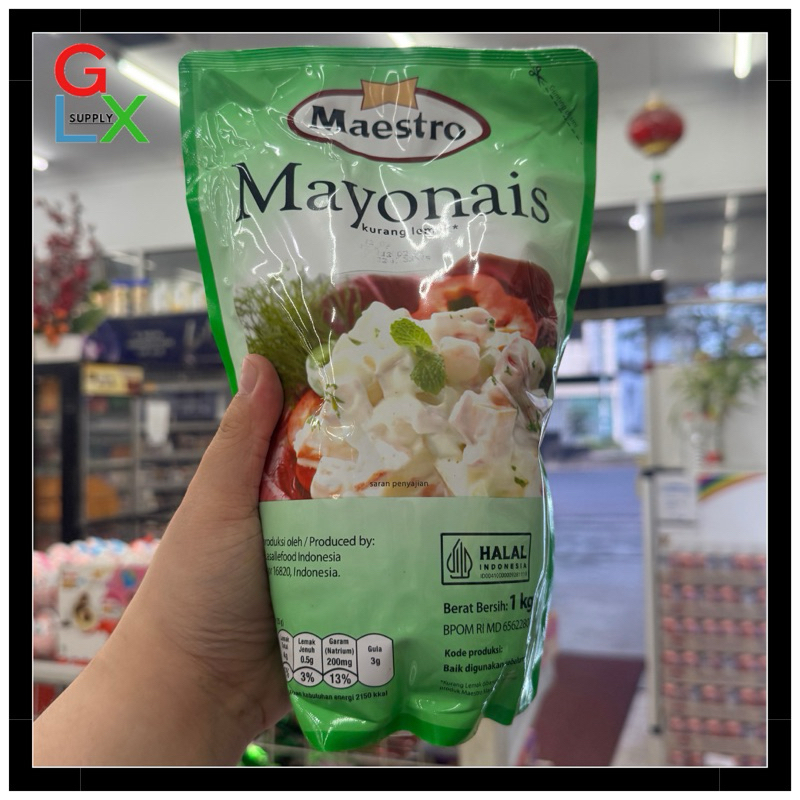 G
LX
SUPPLY
Maestro
Mayonais
kurang
saran penyajian
oduksi oleh / Produced by:
asallefood Indonesia
16820, Indonesia.
HALAL
INDONESIA
Berat Bersih: 1 kg
BPOM RI MD
Kode produksi:
Baik digunakan
Lemak Jenuh 0.5g 3%
Garam (Natrium) 200mg 13%
Gula 3g
kebutuhan energi 2150 kkal